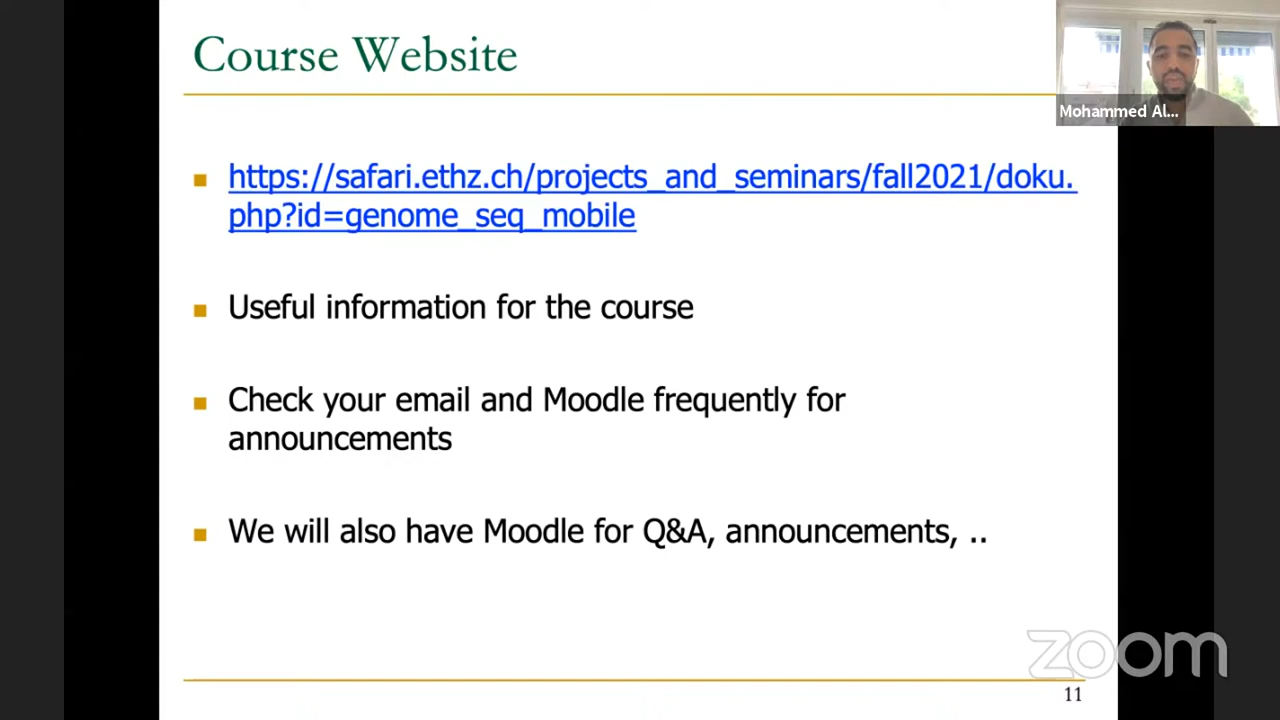 Course Website
Mohammed Al...
https://safari.ethz.ch/projects_and_seminars/fall2021/doku.
php?id=genome_seq_mobile
Useful information for the course
Check your email and Moodle frequently for
announcements
We will also have Moodle for Q&A, announcements, ..
zoom
11